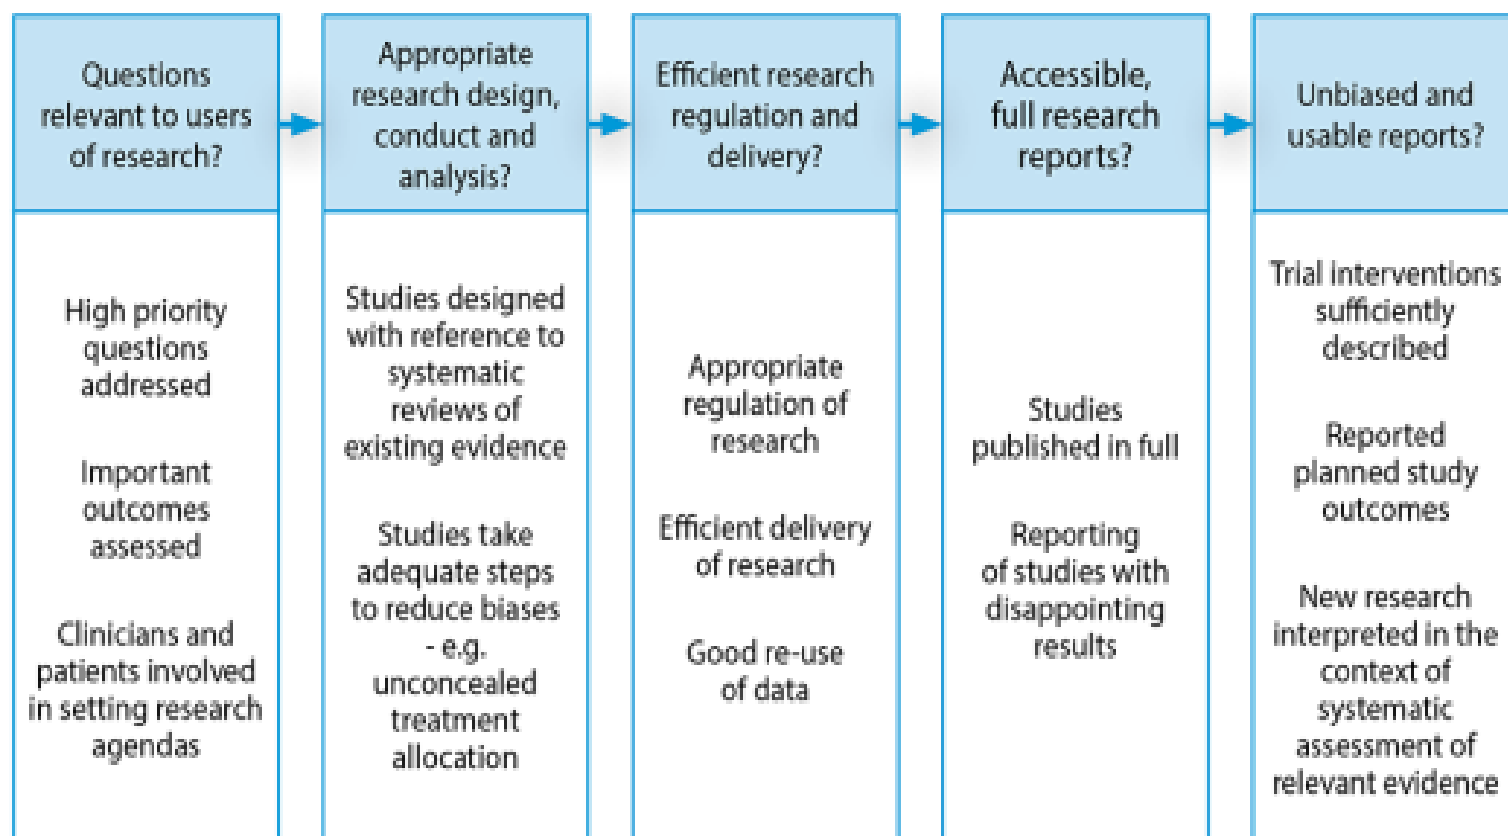 Questions
relevant to users
of research?
Appropriate
research design,
conduct and
analysis?
Efficient research
regulation and
delivery?
Accessible,
full research
reports?
Unbiased and
usable reports?
High priority
questions
addressed
Important
outcomes
assessed
Clinicians and
patients involved
in setting research
agendas
Studies designed
with reference to
systematic
reviews of
existing evidence
Studies take
adequate steps
to reduce biases
- e.g.
unconcealed
treatment
allocation
Appropriate
regulation of
research
Efficient delivery
of research
Good re-use
of data
Studies
published in full
Reporting
of studies with
disappointing
results
Trial interventions
sufficiently
described
Reported
planned study
outcomes
New research
interpreted in the
context of
systematic
assessment of
relevant evidence